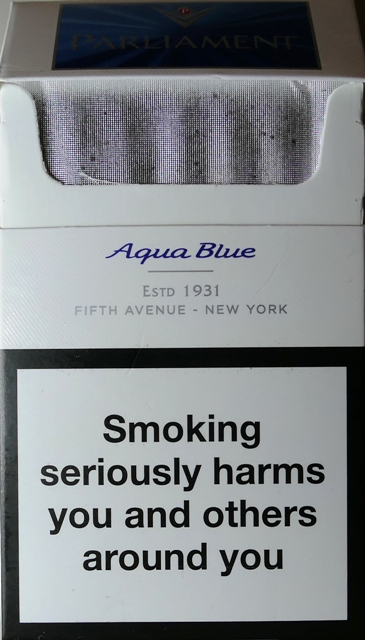 PARLIAMENT
Aqua Blue
ESTD 1931
FIFTH AVENUE - NEW YORK
Smoking
seriously harms
you and others
around you